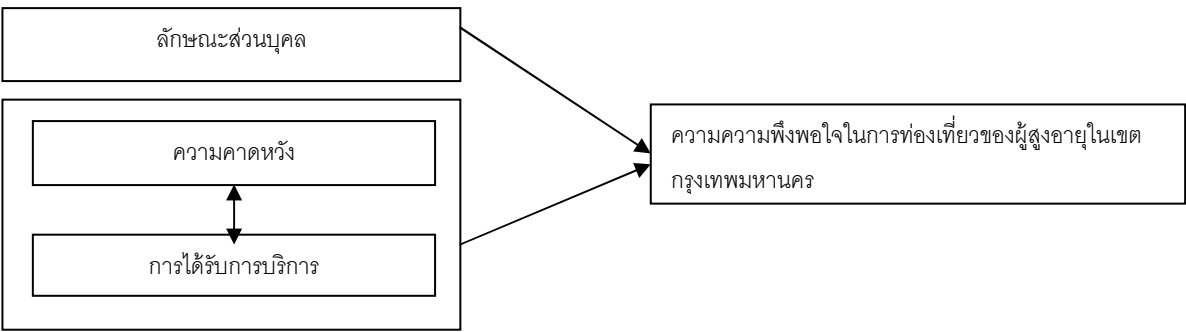 ลักษณะส่วนบุคล
ความคาดหวัง
การได้รับการบริการ
ความความพึงพอใจในการท่องเที่ยวของผู้สูงอายุในเขต
กรุงเทพมหานคร